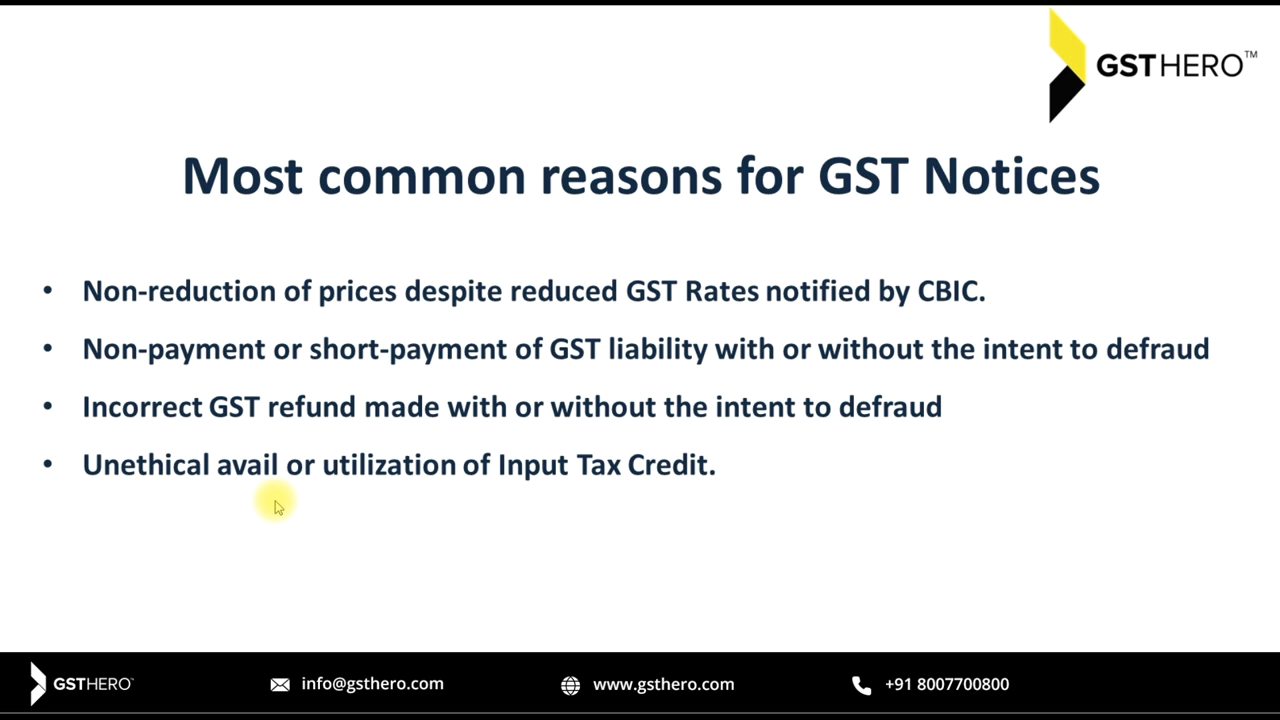 GSTHERO™
Most common reasons for GST Notices
• Non-reduction of prices despite reduced GST Rates notified by CBIC.
• Non-payment or short-payment of GST liability with or without the intent to defraud
• Incorrect GST refund made with or without the intent to defraud
• Unethical avail or utilization of Input Tax Credit.
GSTHERO™ info@gsthero.com www.gsthero.com +91 8007700800